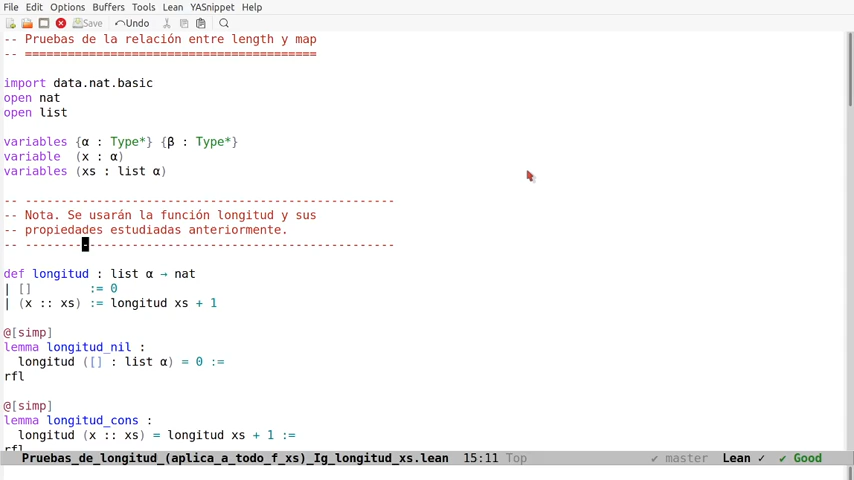 File Edit Options Buffers Tools Lean YASnippet Help
Save Undo
-- Pruebas de la relación entre length y map
-- =========================================
import data.nat.basic
open nat
open list
variables {α : Type*} {β : Type*}
variable  (x : α)
variables (xs : list α)
-- ----------------------------------------------------
-- Nota. Se usarán la función longitud y sus
-- propiedades estudiadas anteriormente.
-- ----------------------------------------------------
def longitud : list α → nat
| []        := 0
| (x :: xs) := longitud xs + 1
@[simp]
lemma longitud_nil :
  longitud ([] : list α) = 0 :=
rfl
@[simp]
lemma longitud_cons :
  longitud (x :: xs) = longitud xs + 1 :=
rfl
Pruebas_de_longitud_(aplica_a_todo_f_xs)_Ig_longitud_xs.lean 15:11 Top ✔ master Lean ✓ ✔ Good